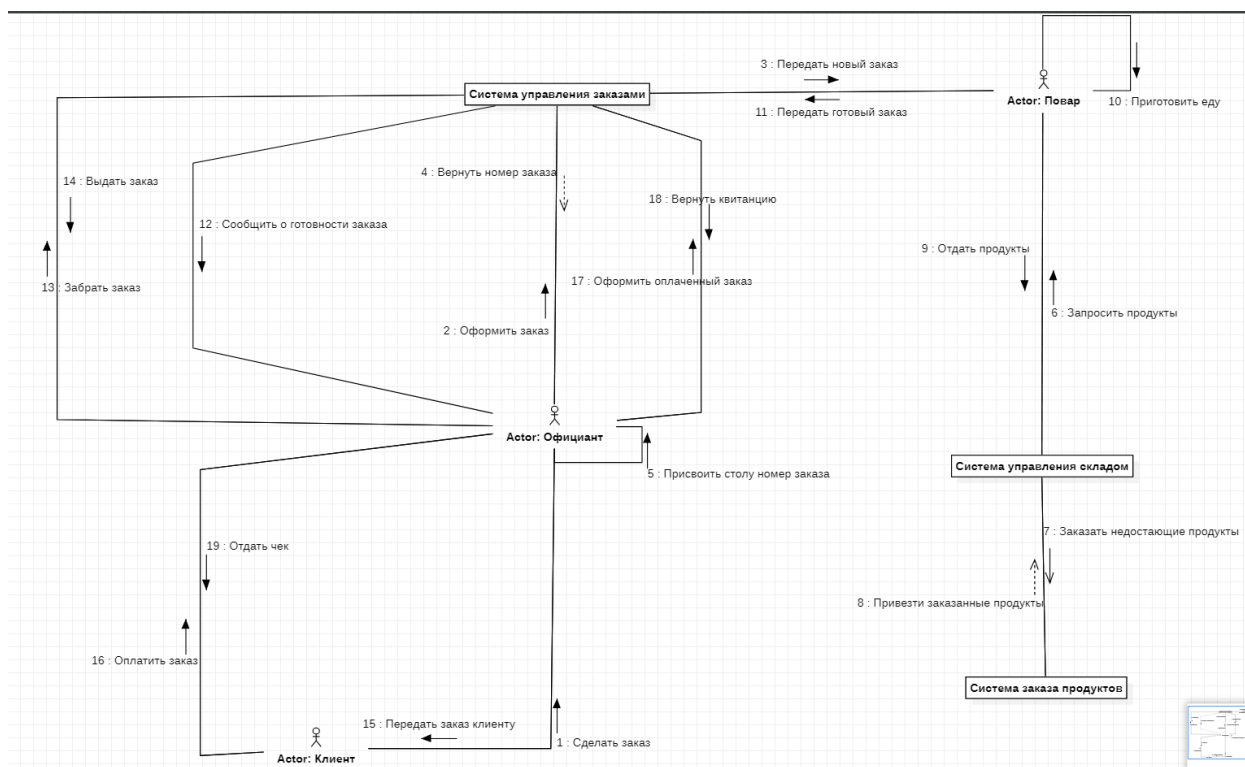 3 : Передать новый заказ
Система управления заказами
Actor: Повар
10 : Приготовить еду
11 : Передать готовый заказ
4 : Вернуть номер заказа
14 : Выдать заказ
18 : Вернуть квитанцию
12 : Сообщить о готовности заказа
9 : Отдать продукты
17 : Оформить оплаченный заказ
13 : Забрать заказ
6 : Запросить продукты
2 : Оформить заказ
Actor: Официант
Система управления складом
5 : Присвоить столу номер заказа
7 : Заказать недостающие продукты
19 : Отдать чек
8 : Привезти заказанные продукты
16 : Оплатить заказ
Система заказа продуктов
15 : Передать заказ клиенту
1 : Сделать заказ
Actor: Клиент